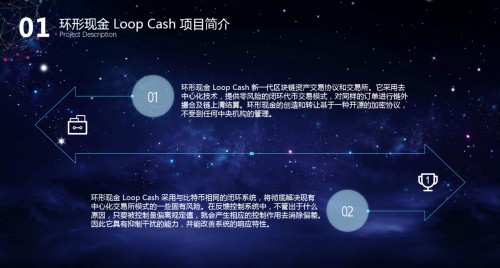 01 环形现金 Loop Cash 项目简介
Project Description
01
环形现金 Loop Cash 新一代区块链资产交易协议和交易所。它采用去
中心化技术，提供零风险的闭环代币交易模式，对同样的订单进行链外
撮合及链上清结算。环形现金的创造和转让基于一种开源的加密协议，
不受到任何中央机构的管理。
1
环形现金 Loop Cash 采用与比特币相同的闭环系统，将彻底解决现有
中心化交易所模式的一些固有风险。在反馈控制系统中，不管出于什么
原因，只要被控制量偏离规定值，就会产生相应的控制作用去消除偏差。
因此它具有抑制干扰的能力，并能改善系统的响应特性。
02